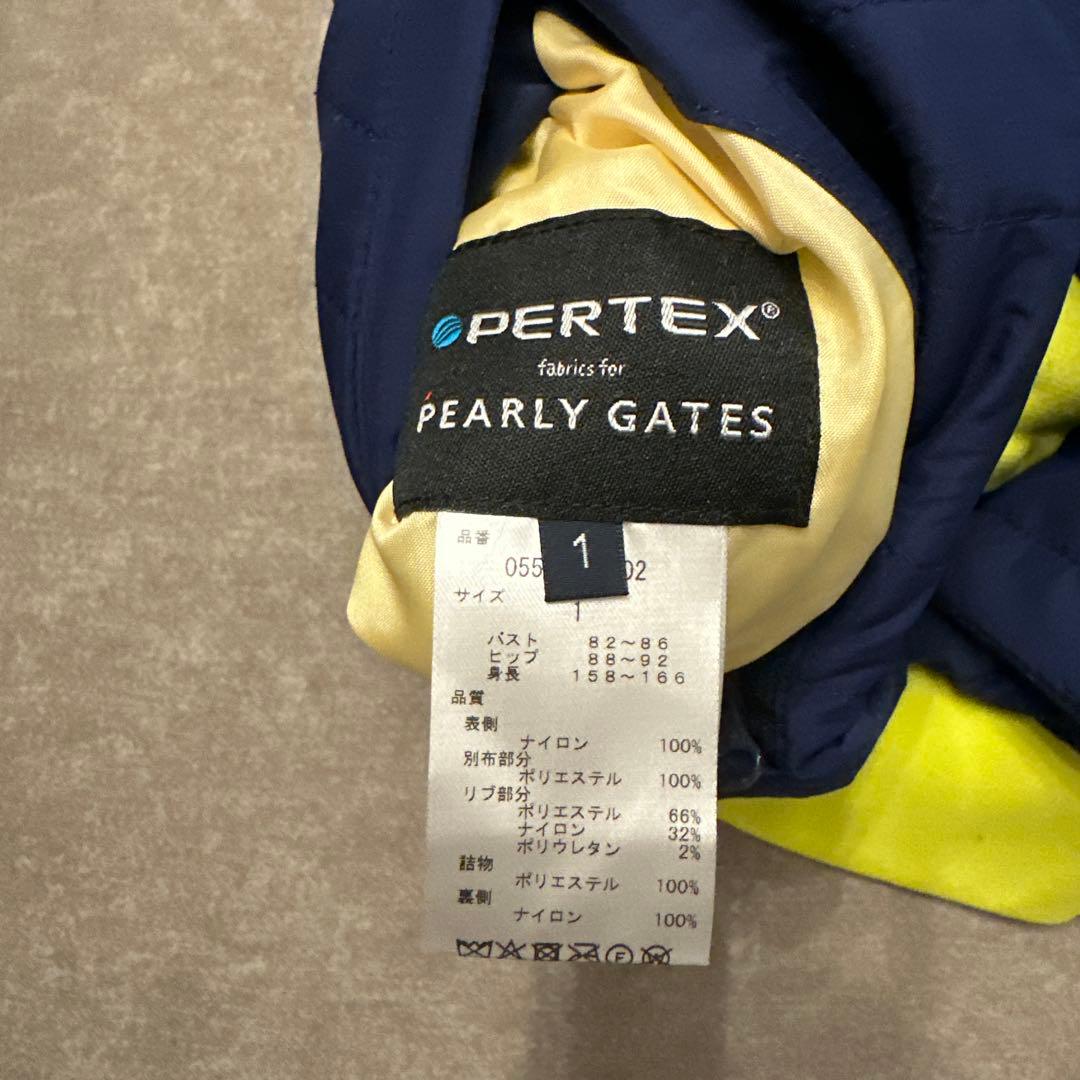 PERTEX®
fabrics for
PEARLY GATES
1
品番
055 02
サイズ
1
バスト 82〜86
ヒップ 88〜92
身長 158〜166
品質
表側
ナイロン 100%
別布部分
ポリエステル 100%
リブ部分
ポリエステル 66%
ナイロン 32%
ポリウレタン 2%
詰物
ポリエステル 100%
裏側
ナイロン 100%
F